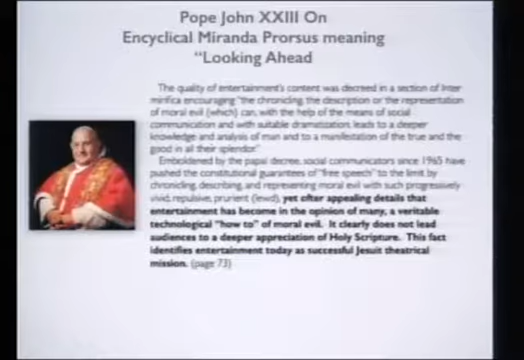 Pope John XXIII On
Encyclical Miranda Prorsus meaning
"Looking Ahead
The quality of entertainment's content was decreed in a section of Inter
mirifica encouraging "the chronicling, the description or the representation
of moral evil (which) can, with the help of the means of social
communication and with suitable dramatization, leads to a deeper
knowledge and analysis of man and to a manifestation of the true and the
good in all their splendor."
Emboldened by the papal decree, social communicators since 1965 have
pushed the constitutional guarantees of "free speech" to the limit by
chronicling, describing, and representing moral evil with such progressively
vivid, repulsive, prurient (lewd), yet often appealing details that
entertainment has become in the opinion of many, a veritable
technological "how to" of moral evil. It clearly does not lead
audiences to a deeper appreciation of Holy Scripture. This fact
identifies entertainment today as successful Jesuit theatrical
mission. (page 73)